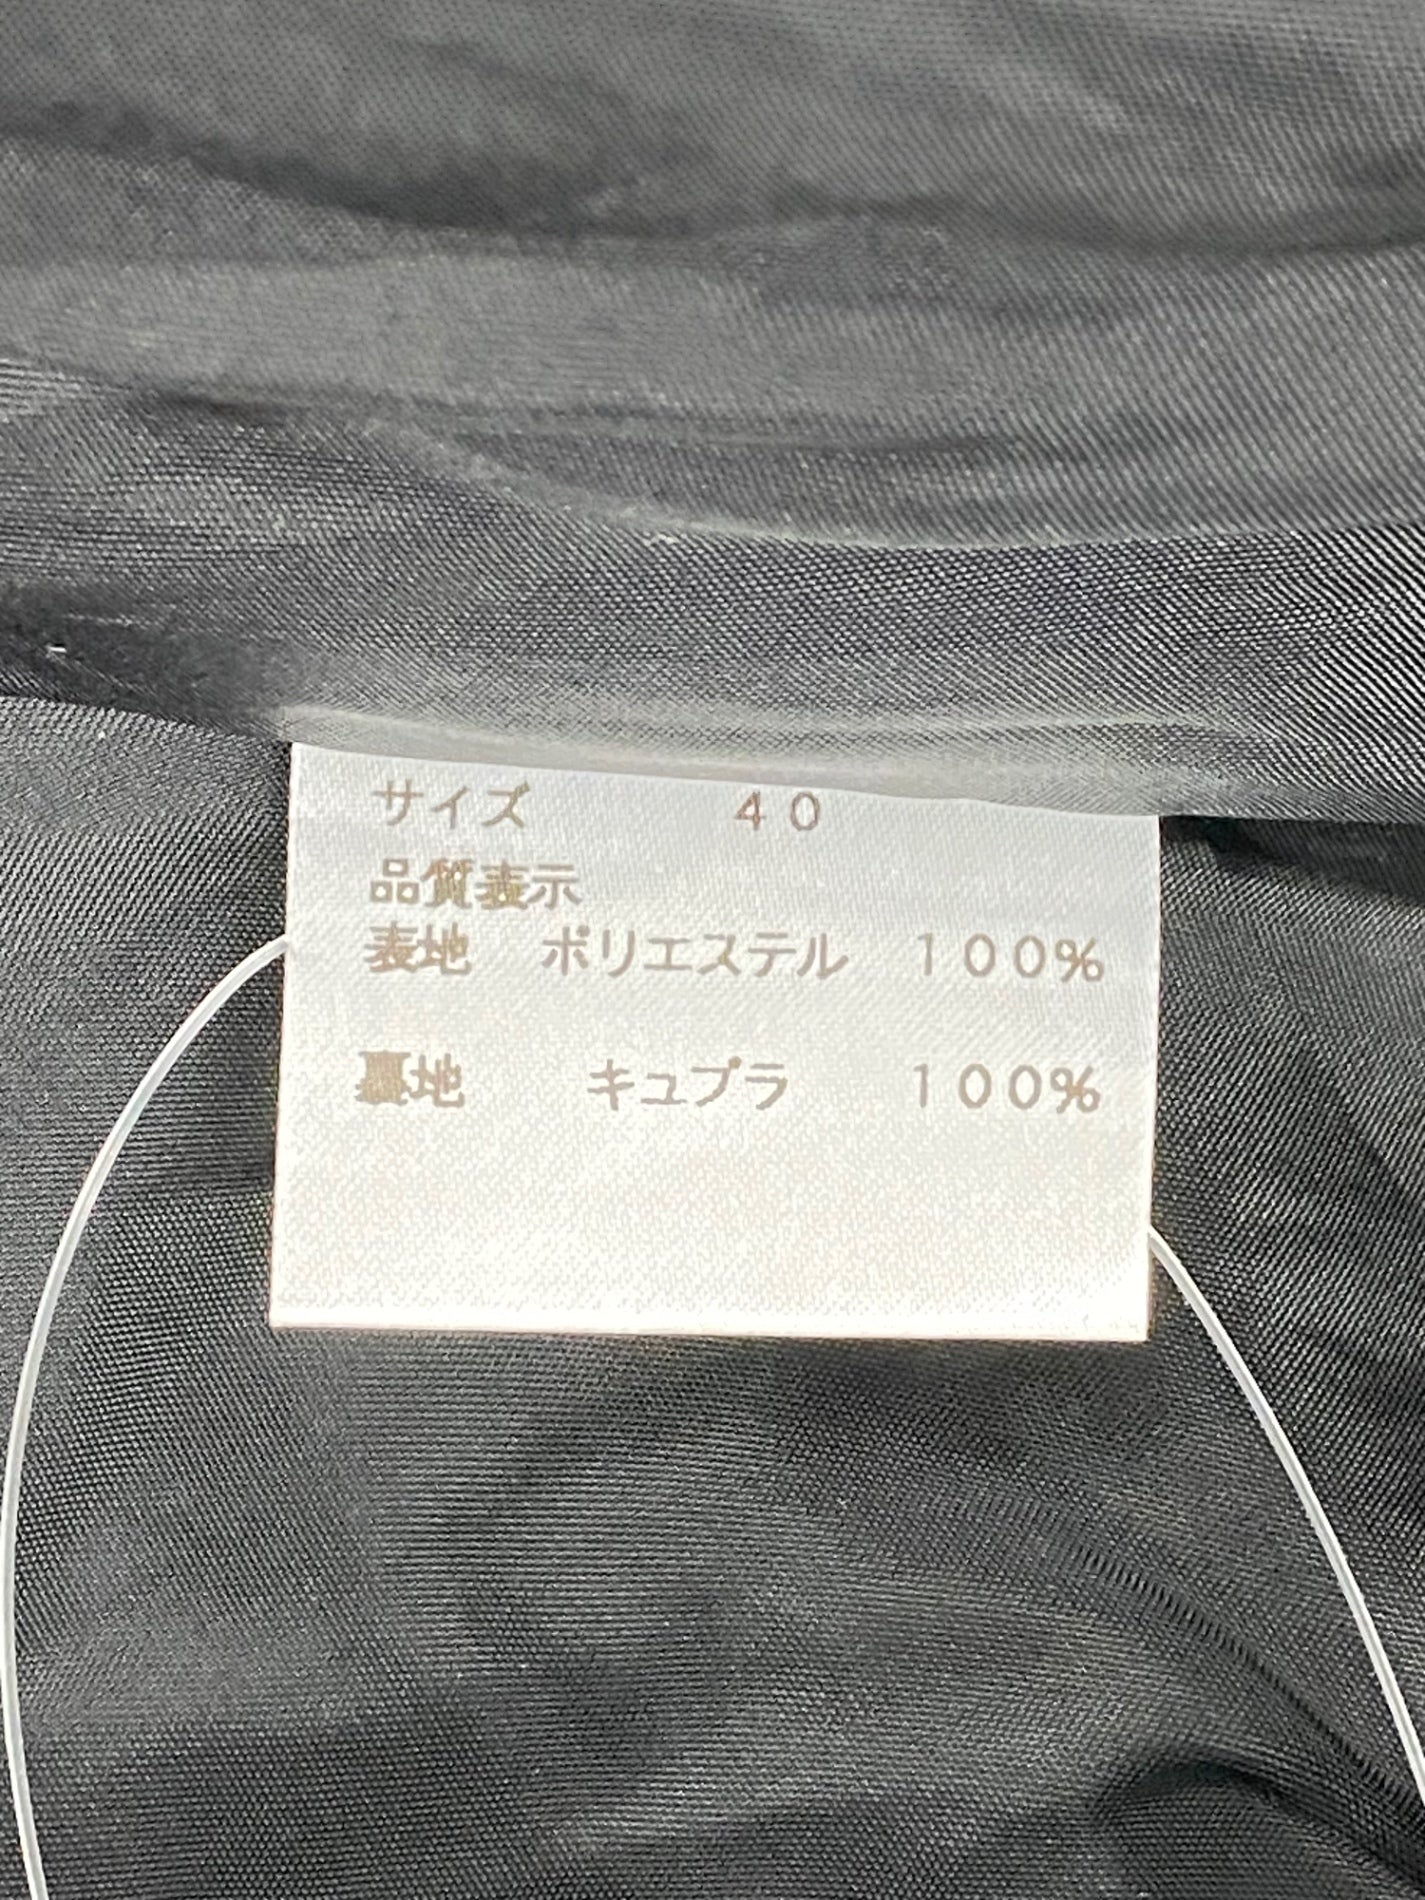 サイズ　40
品質表示
表地　ポリエステル　100%
裏地　キュプラ　100%